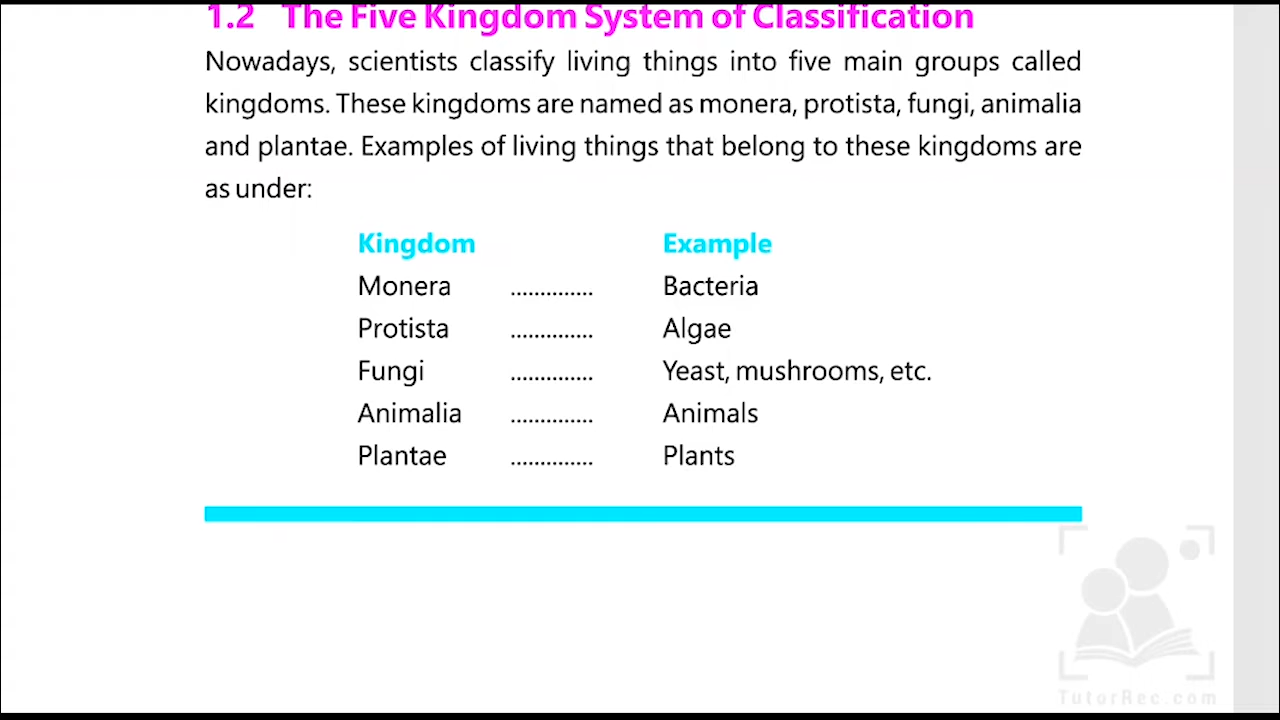 1.2 The Five Kingdom System of Classification
Nowadays, scientists classify living things into five main groups called
kingdoms. These kingdoms are named as monera, protista, fungi, animalia
and plantae. Examples of living things that belong to these kingdoms are
as under:
Kingdom Example
Monera .............. Bacteria
Protista .............. Algae
Fungi .............. Yeast, mushrooms, etc.
Animalia .............. Animals
Plantae .............. Plants
TutorRec.com